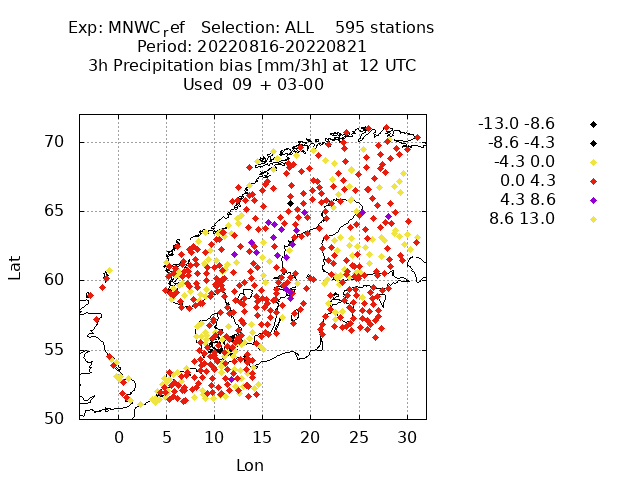 Exp: MNWC_ref   Selection: ALL    595 stations
Period: 20220816-20220821
3h Precipitation bias [mm/3h] at  12 UTC
Used  09 + 03-00
-13.0 -8.6
-8.6 -4.3
-4.3 0.0
0.0 4.3
4.3 8.6
8.6 13.0
70
65
60
55
50
Lat
0 5 10 15 20 25 30
Lon